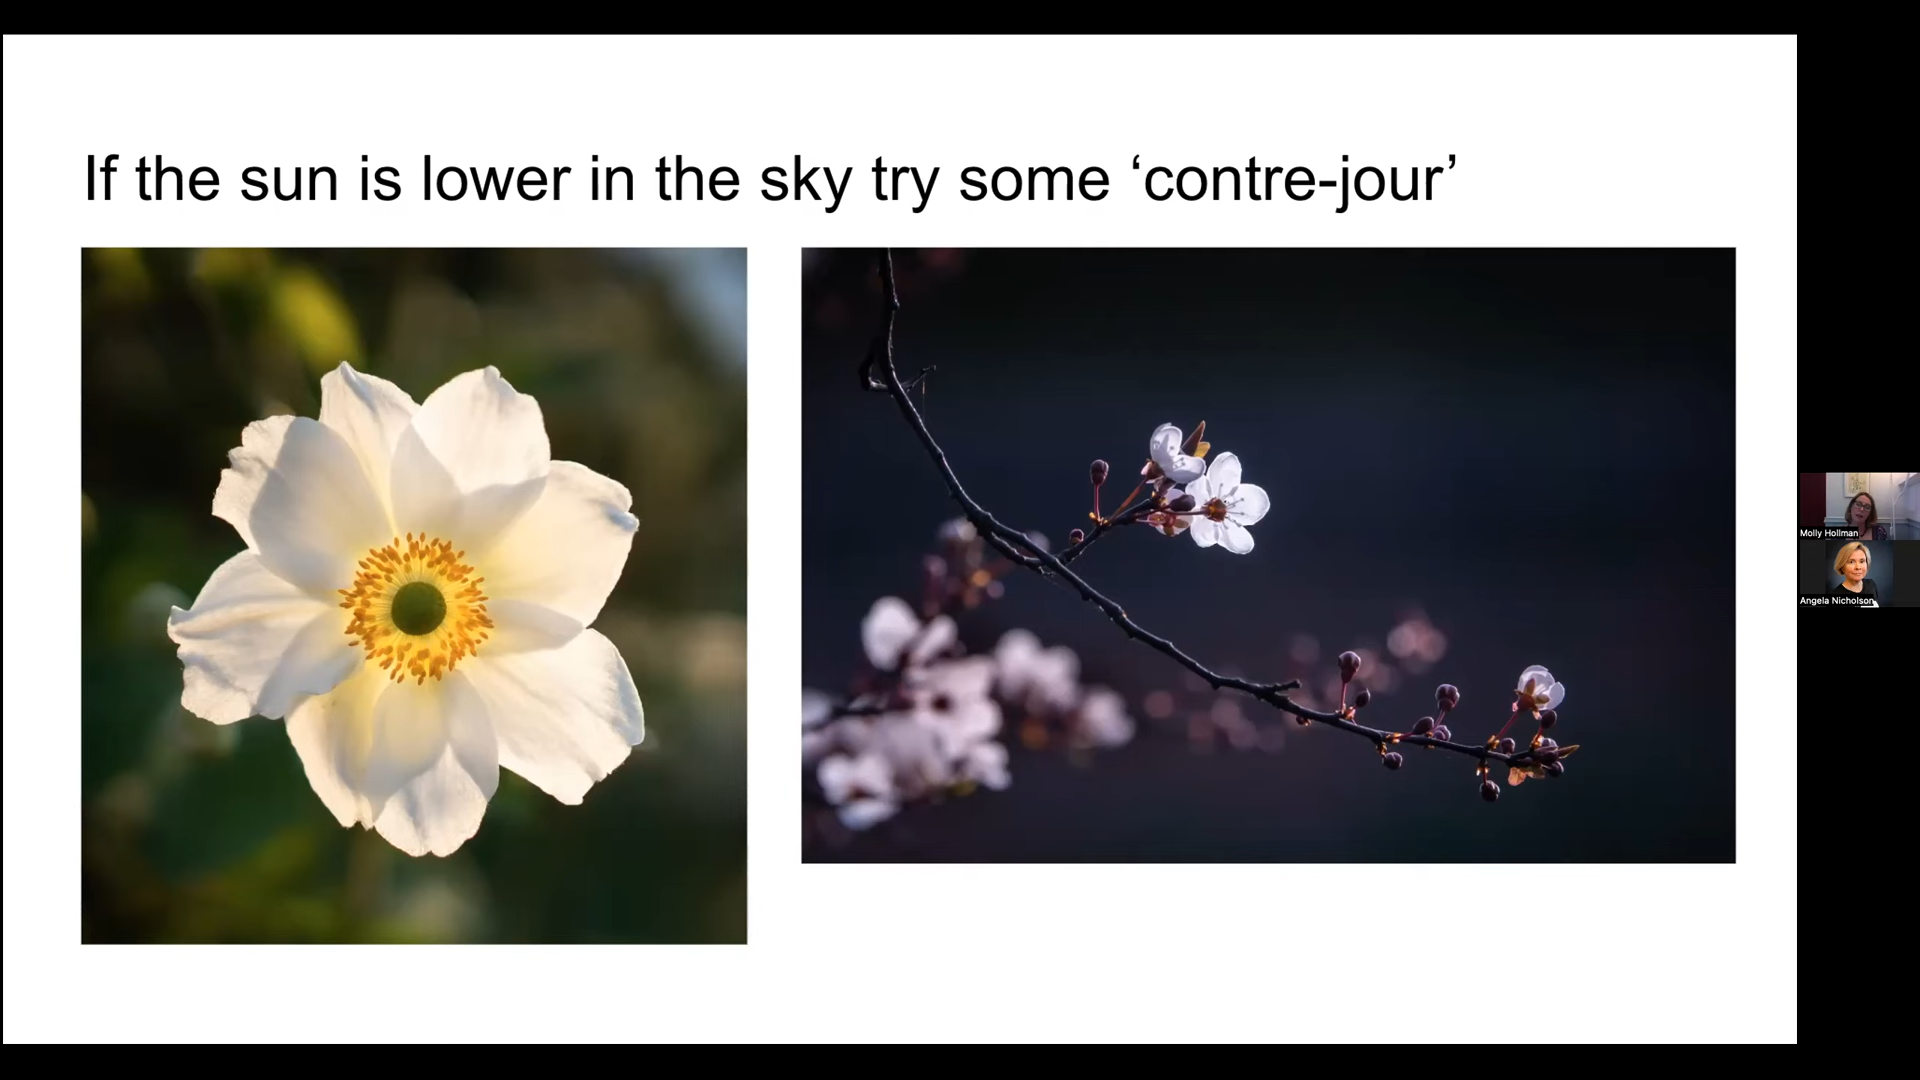 If the sun is lower in the sky try some ‘contre-jour’
Molly Hollman
Angela Nicholson